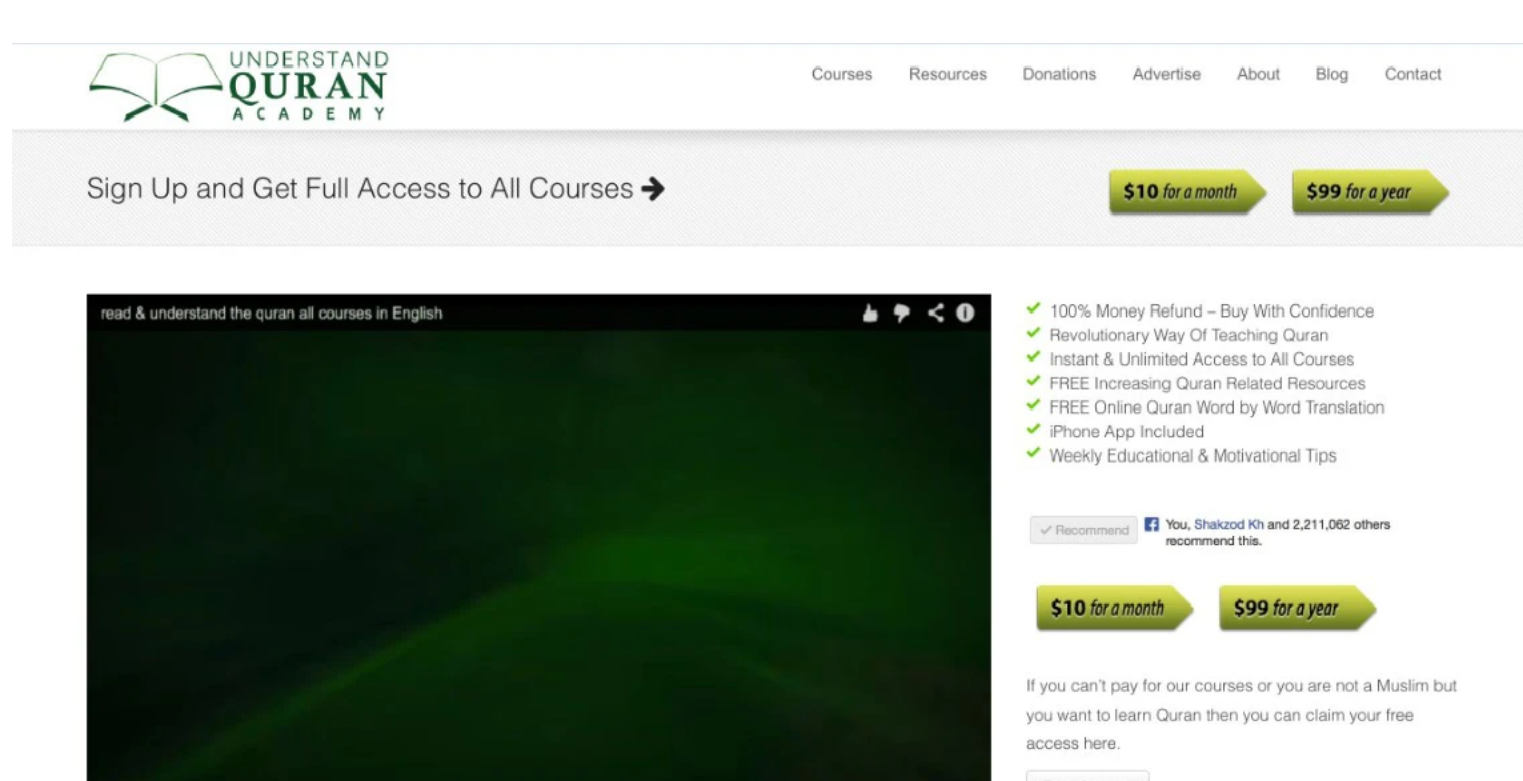 UNDERSTAND
QURAN
ACADEMY
Courses Resources Donations Advertise About Blog Contact
Sign Up and Get Full Access to All Courses
$10 for a month $99 for a year
read & understand the quran all courses in English
100% Money Refund – Buy With Confidence
Revolutionary Way Of Teaching Quran
Instant & Unlimited Access to All Courses
FREE Increasing Quran Related Resources
FREE Online Quran Word by Word Translation
iPhone App Included
Weekly Educational & Motivational Tips
Recommend
You, Shakzod Kh and 2,211,062 others
recommend this.
$10 for a month $99 for a year
If you can't pay for our courses or you are not a Muslim but
you want to learn Quran then you can claim your free
access here.